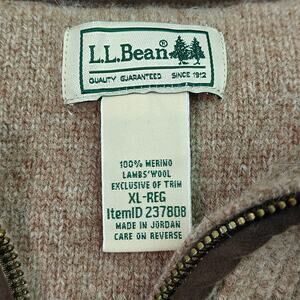 L.L.Bean
QUALITY GUARANTEED SINCE 1912
100% MERINO
LAMBS' WOOL
EXCLUSIVE OF TRIM
XL-REG
ItemID 237808
MADE IN JORDAN
CARE ON REVERSE